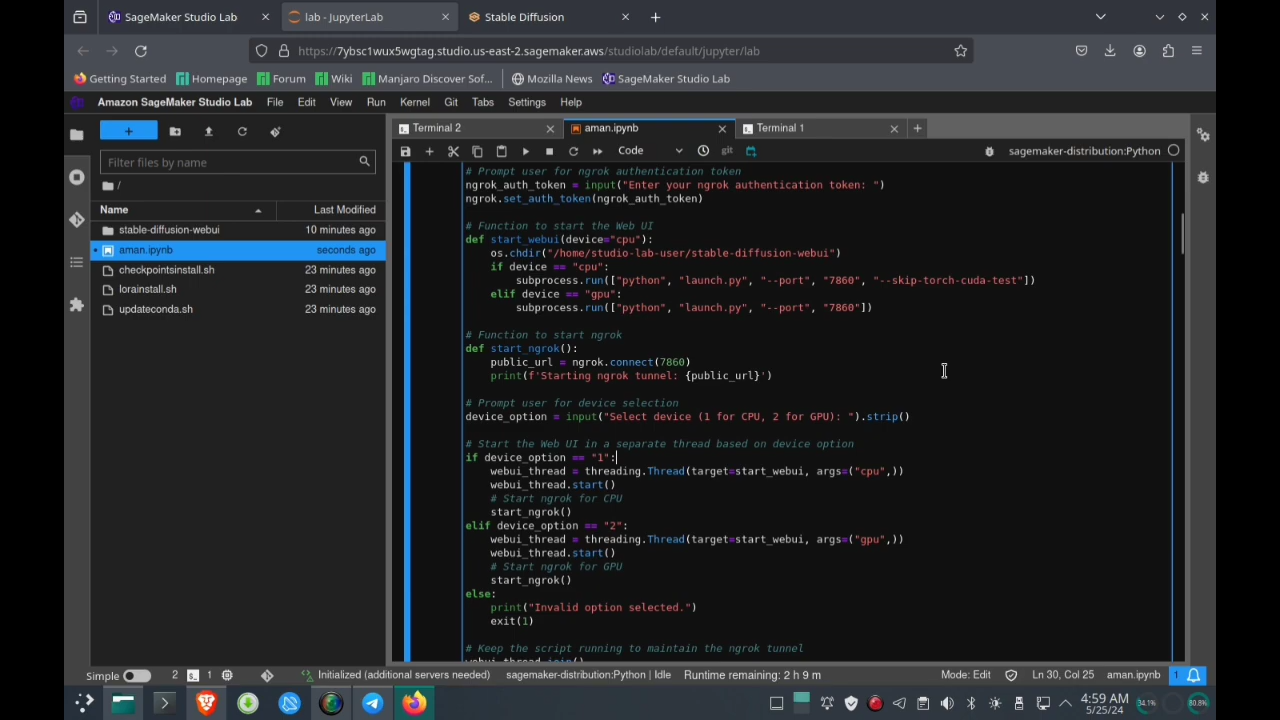 SageMaker Studio Lab
lab - JupyterLab
Stable Diffusion
https://7ybsc1wux5wgtag.studio.us-east-2.sagemaker.aws/studiolab/default/jupyter/lab
Getting Started
Homepage
Forum
Wiki
Manjaro Discover Sof...
Mozilla News
SageMaker Studio Lab
Amazon SageMaker Studio Lab
File
Edit
View
Run
Kernel
Git
Tabs
Settings
Help
Terminal 2
aman.ipynb
Terminal 1
Filter files by name
/
Name
Last Modified
stable-diffusion-webui 10 minutes ago
aman.ipynb seconds ago
checkpointsinstall.sh 23 minutes ago
lorainstall.sh 23 minutes ago
updateconda.sh 23 minutes ago
Code
git
sagemaker-distribution:Python
# Prompt user for ngrok authentication token
ngrok_auth_token = input("Enter your ngrok authentication token: ")
ngrok.set_auth_token(ngrok_auth_token)
# Function to start the Web UI
def start_webui(device="cpu"):
os.chdir("/home/studio-lab-user/stable-diffusion-webui")
if device == "cpu":
subprocess.run(["python", "launch.py", "--port", "7860", "--skip-torch-cuda-test"])
elif device == "gpu":
subprocess.run(["python", "launch.py", "--port", "7860"])
# Function to start ngrok
def start_ngrok():
public_url = ngrok.connect(7860)
print(f'Starting ngrok tunnel: {public_url}')
# Prompt user for device selection
device_option = input("Select device (1 for CPU, 2 for GPU): ").strip()
# Start the Web UI in a separate thread based on device option
if device_option == "1":
webui_thread = threading.Thread(target=start_webui, args=("cpu",))
webui_thread.start()
# Start ngrok for CPU
start_ngrok()
elif device_option == "2":
webui_thread = threading.Thread(target=start_webui, args=("gpu",))
webui_thread.start()
# Start ngrok for GPU
start_ngrok()
else:
print("Invalid option selected.")
exit(1)
# Keep the script running to maintain the ngrok tunnel
webui_thread.join()
Simple
2
1
Initialized (additional servers needed)
sagemaker-distribution:Python | Idle
Runtime remaining: 2 h 9 m
Mode: Edit
Ln 30, Col 25
aman.ipynb
1
4:59 AM
5/25/24
34.1%
30.8%